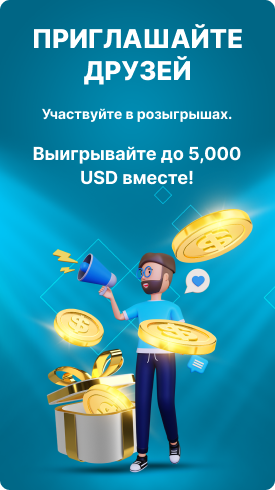 ПРИГЛАШАЙТЕ
ДРУЗЕЙ
Участвуйте в розыгрышах.
Выигрывайте до 5,000
USD вместе!